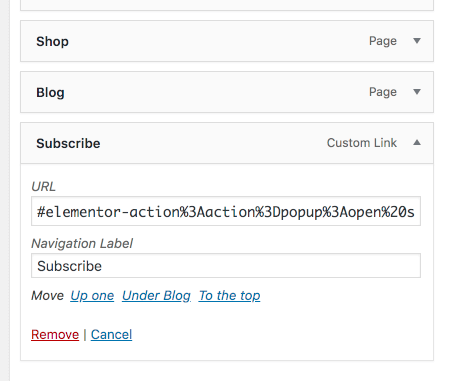 Shop Page
Blog Page
Subscribe Custom Link
URL
#elementor-action%3Aaction%3Dpopup%3Aopen%20s
Navigation Label
Subscribe
Move Up one Under Blog To the top
Remove | Cancel